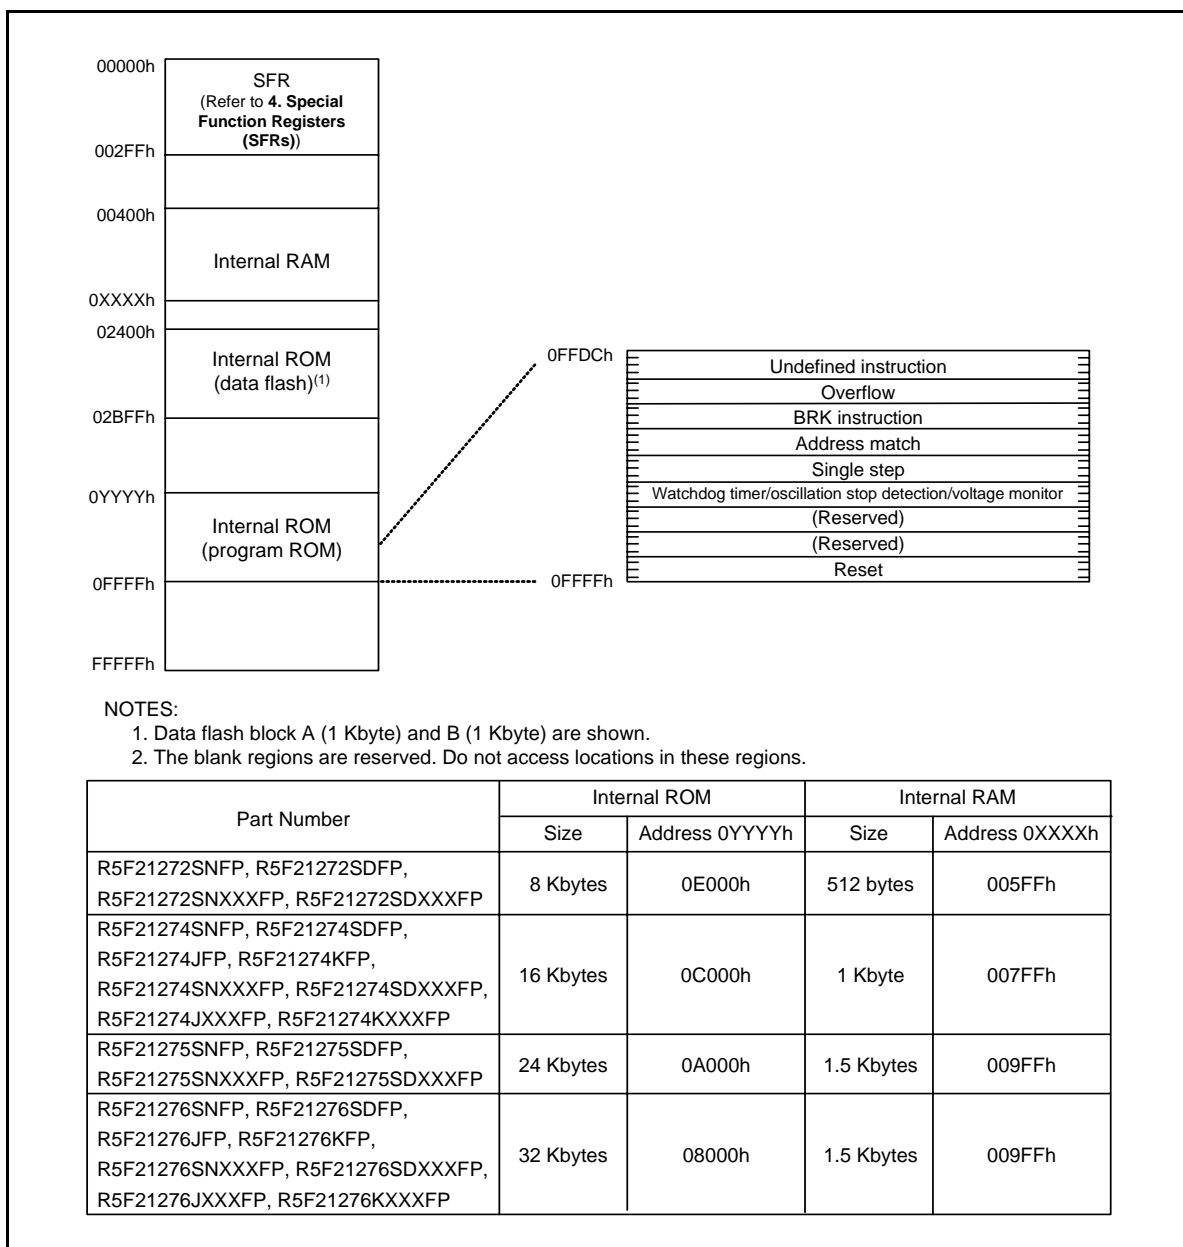 00000h
SFR
(Refer to 4. Special
Function Registers
(SFRs))
002FFh
00400h
Internal RAM
0XXXXh
02400h
Internal ROM
(data flash)(1)
02BFFh
0YYYYh
Internal ROM
(program ROM)
0FFFFh
FFFFFh
0FFDCh
Undefined instruction
Overflow
BRK instruction
Address match
Single step
Watchdog timer/oscillation stop detection/voltage monitor
(Reserved)
(Reserved)
Reset
0FFFFh
NOTES:
1. Data flash block A (1 Kbyte) and B (1 Kbyte) are shown.
2. The blank regions are reserved. Do not access locations in these regions.
Part Number
Internal ROM
Internal RAM
Size
Address 0YYYYh
Size
Address 0XXXXh
R5F21272SNFP, R5F21272SDFP,
R5F21272SNXXXFP, R5F21272SDXXXFP
8 Kbytes
0E000h
512 bytes
005FFh
R5F21274SNFP, R5F21274SDFP,
R5F21274JFP, R5F21274KFP,
R5F21274SNXXXFP, R5F21274SDXXXFP,
R5F21274JXXXFP, R5F21274KXXXFP
16 Kbytes
0C000h
1 Kbyte
007FFh
R5F21275SNFP, R5F21275SDFP,
R5F21275SNXXXFP, R5F21275SDXXXFP
24 Kbytes
0A000h
1.5 Kbytes
009FFh
R5F21276SNFP, R5F21276SDFP,
R5F21276JFP, R5F21276KFP,
R5F21276SNXXXFP, R5F21276SDXXXFP,
R5F21276JXXXFP, R5F21276KXXXFP
32 Kbytes
08000h
1.5 Kbytes
009FFh